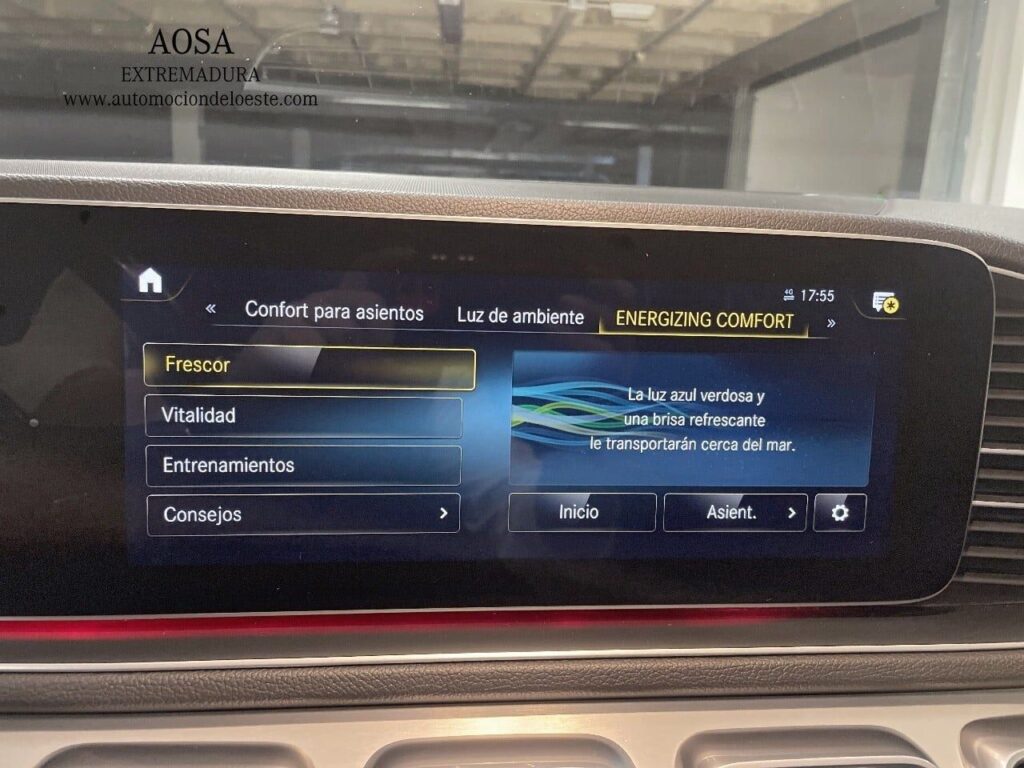 AOSA
EXTREMADURA
www.automociondeloeste.com
4G 17:55
« Confort para asientos Luz de ambiente ENERGIZING COMFORT »
Frescor
Vitalidad
Entrenamientos
Consejos >
La luz azul verdosa y
una brisa refrescante
le transportarán cerca del mar.
Inicio
Asient. >